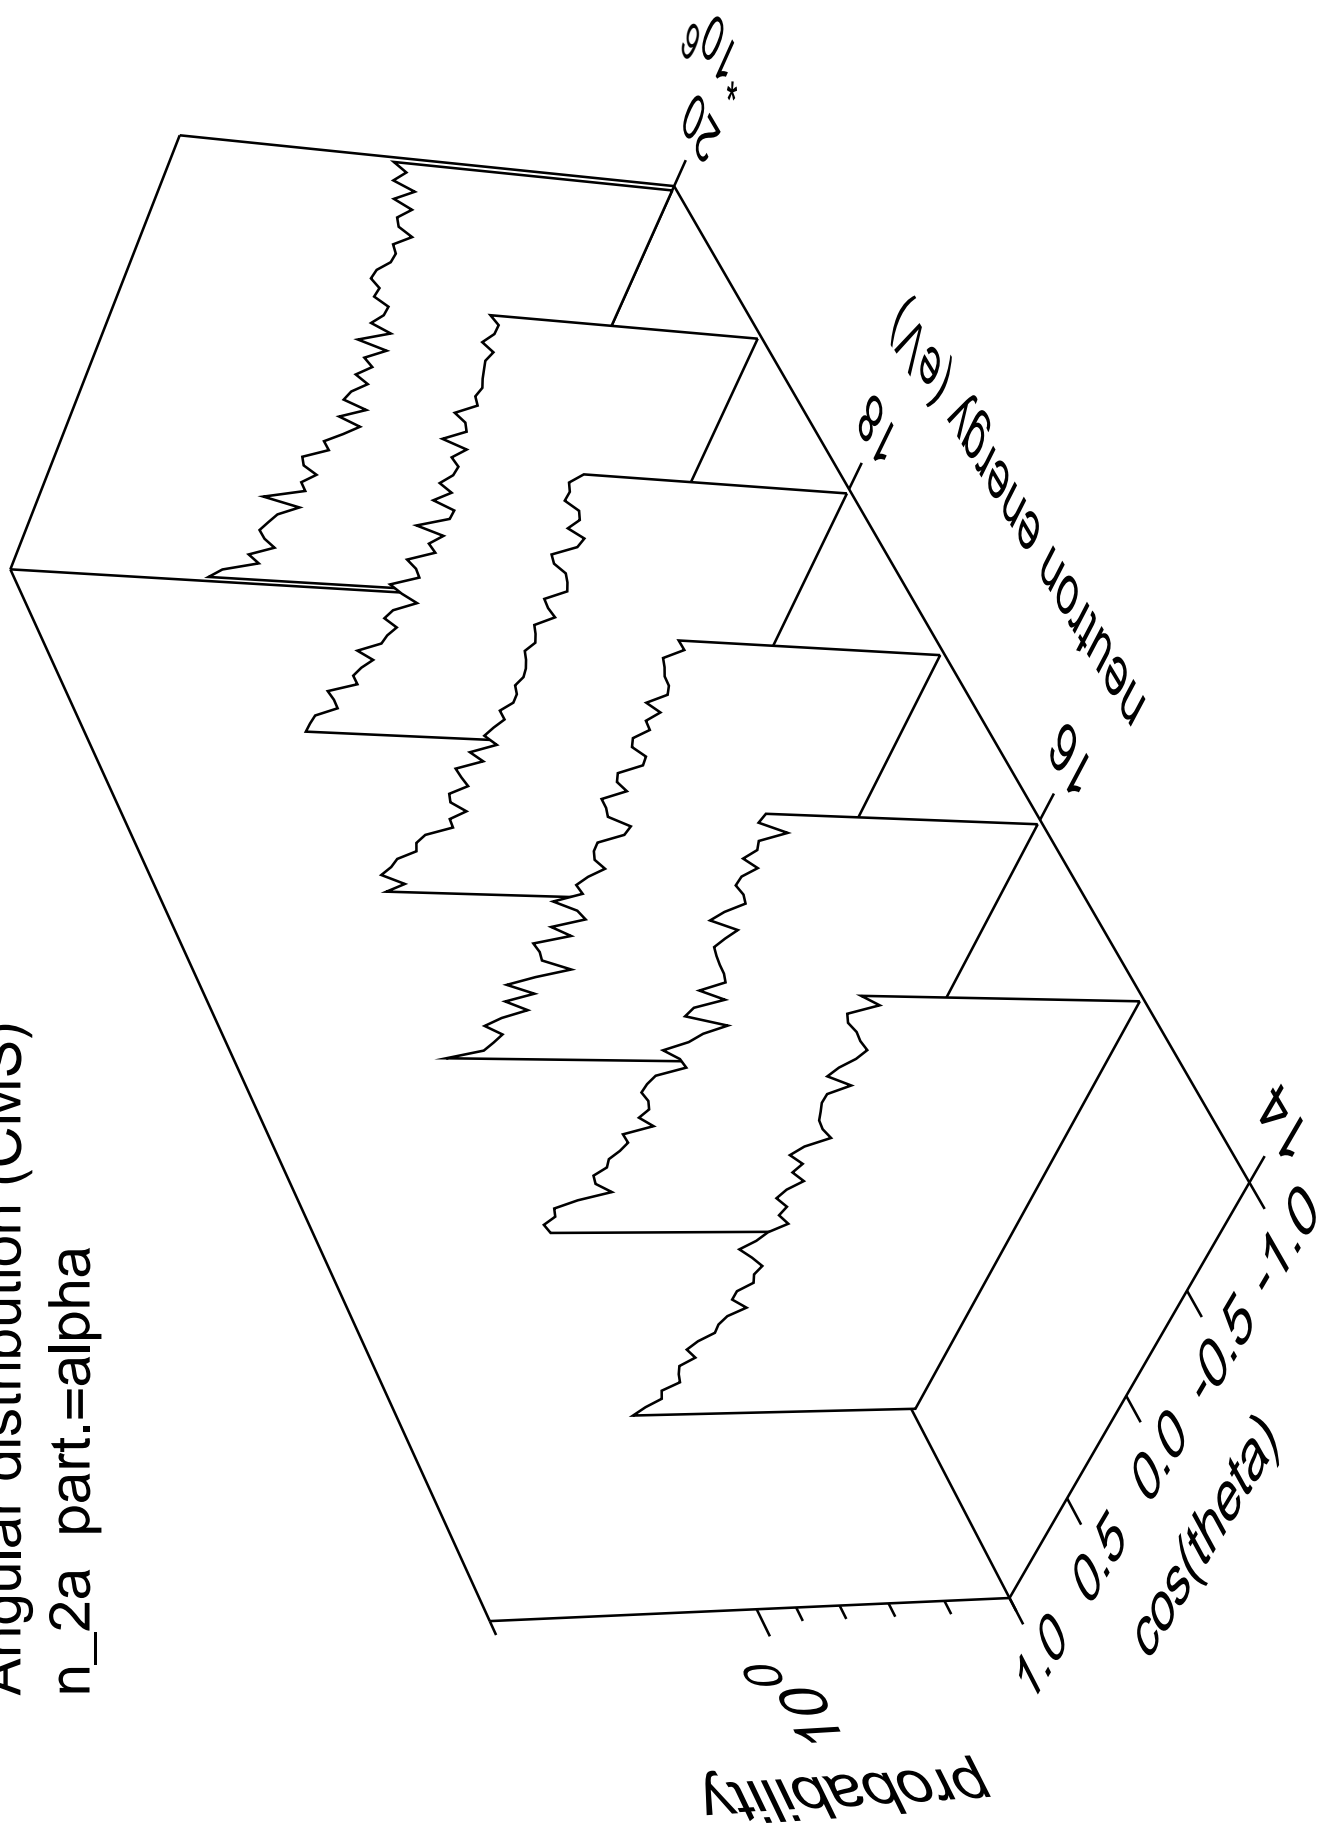 Angular distribution (CMS)
n_2a part.=alpha
probability
10^0
1.0 0.5 0.0 -0.5 -1.0
cos(theta)
14 16 18 20
*10^6
neutron energy (eV)